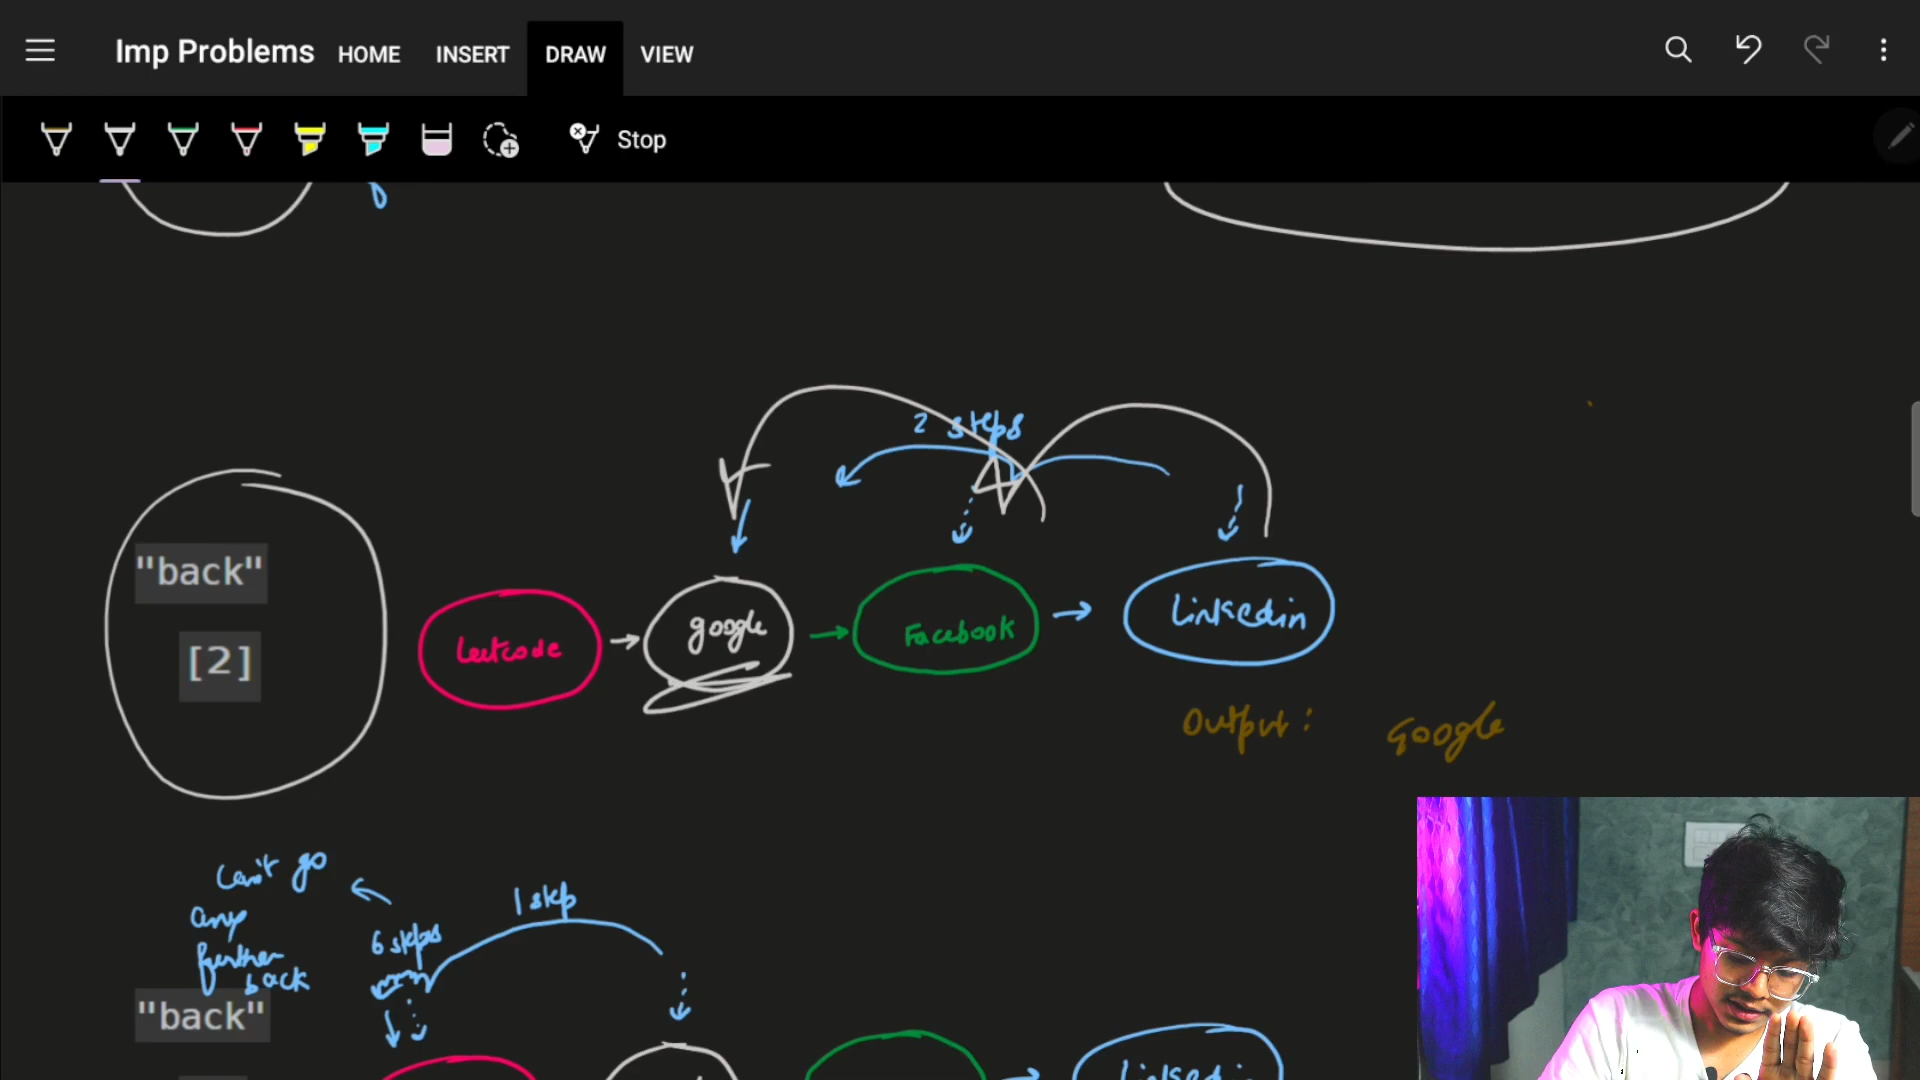 Imp Problems HOME INSERT DRAW VIEW
Stop
2 steps
"back"
[2]
Leetcode → google → Facebook → Linkedin
Output: google
Can't go
any
further
back
6 steps
1 step
"back"
Linkedin